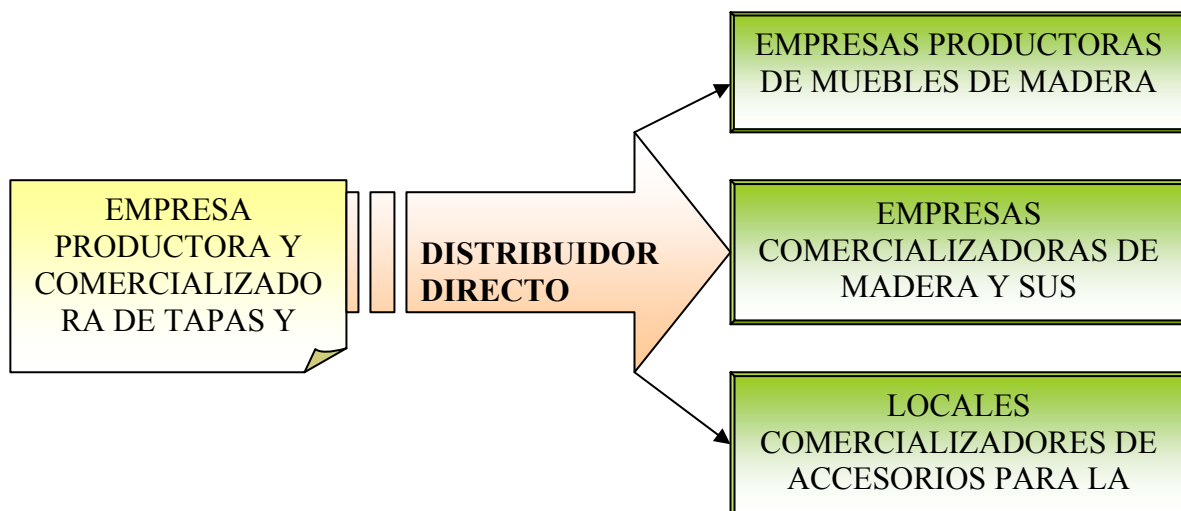 EMPRESA
PRODUCTORA Y
COMERCIALIZADO
RA DE TAPAS Y
DISTRIBUIDOR
DIRECTO
EMPRESAS PRODUCTORAS
DE MUEBLES DE MADERA
EMPRESAS
COMERCIALIZADORAS DE
MADERA Y SUS
LOCALES
COMERCIALIZADORES DE
ACCESORIOS PARA LA